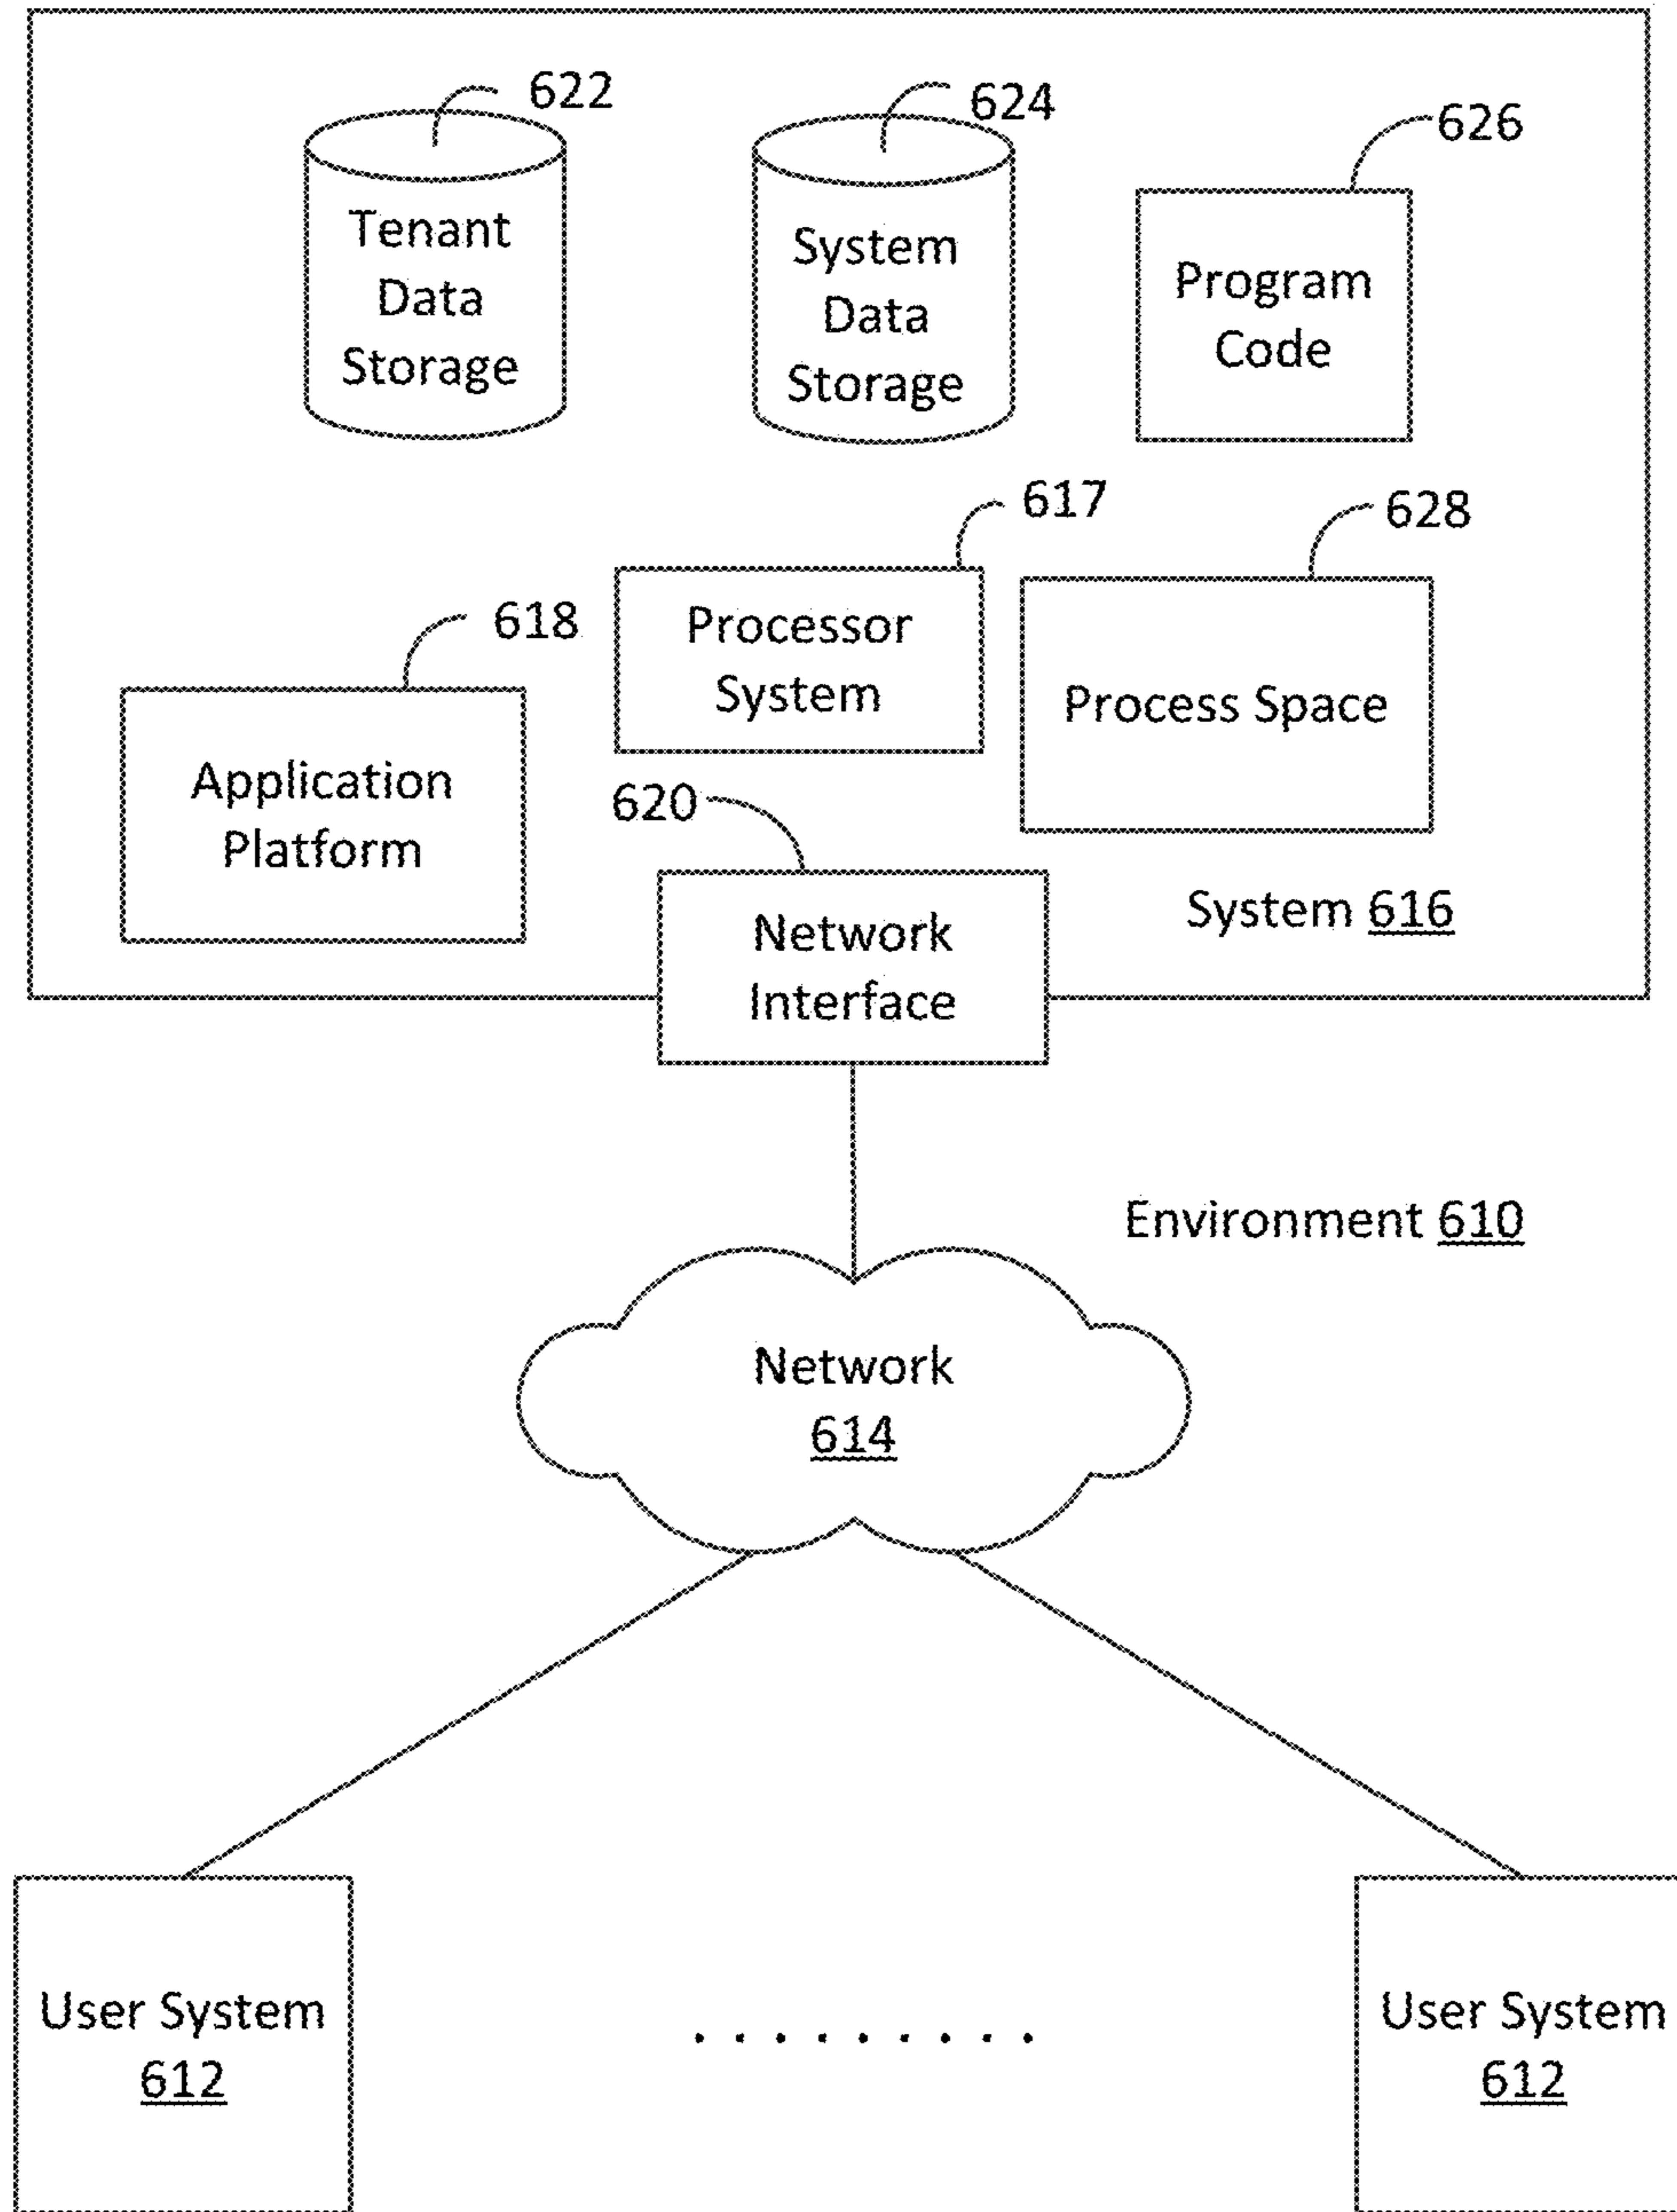 622
624
626
Tenant
Data
Storage
System
Data
Storage
Program
Code
617
628
618
Processor
System
Process Space
Application
Platform
620
System 616
Network
Interface
Environment 610
Network
614
User System
612
User System
612